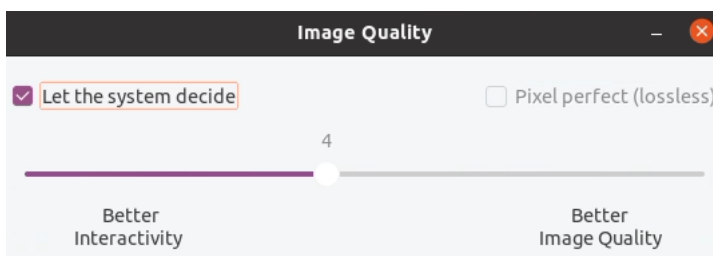 Image Quality
Let the system decide
Pixel perfect (lossless)
4
Better
Interactivity
Better
Image Quality